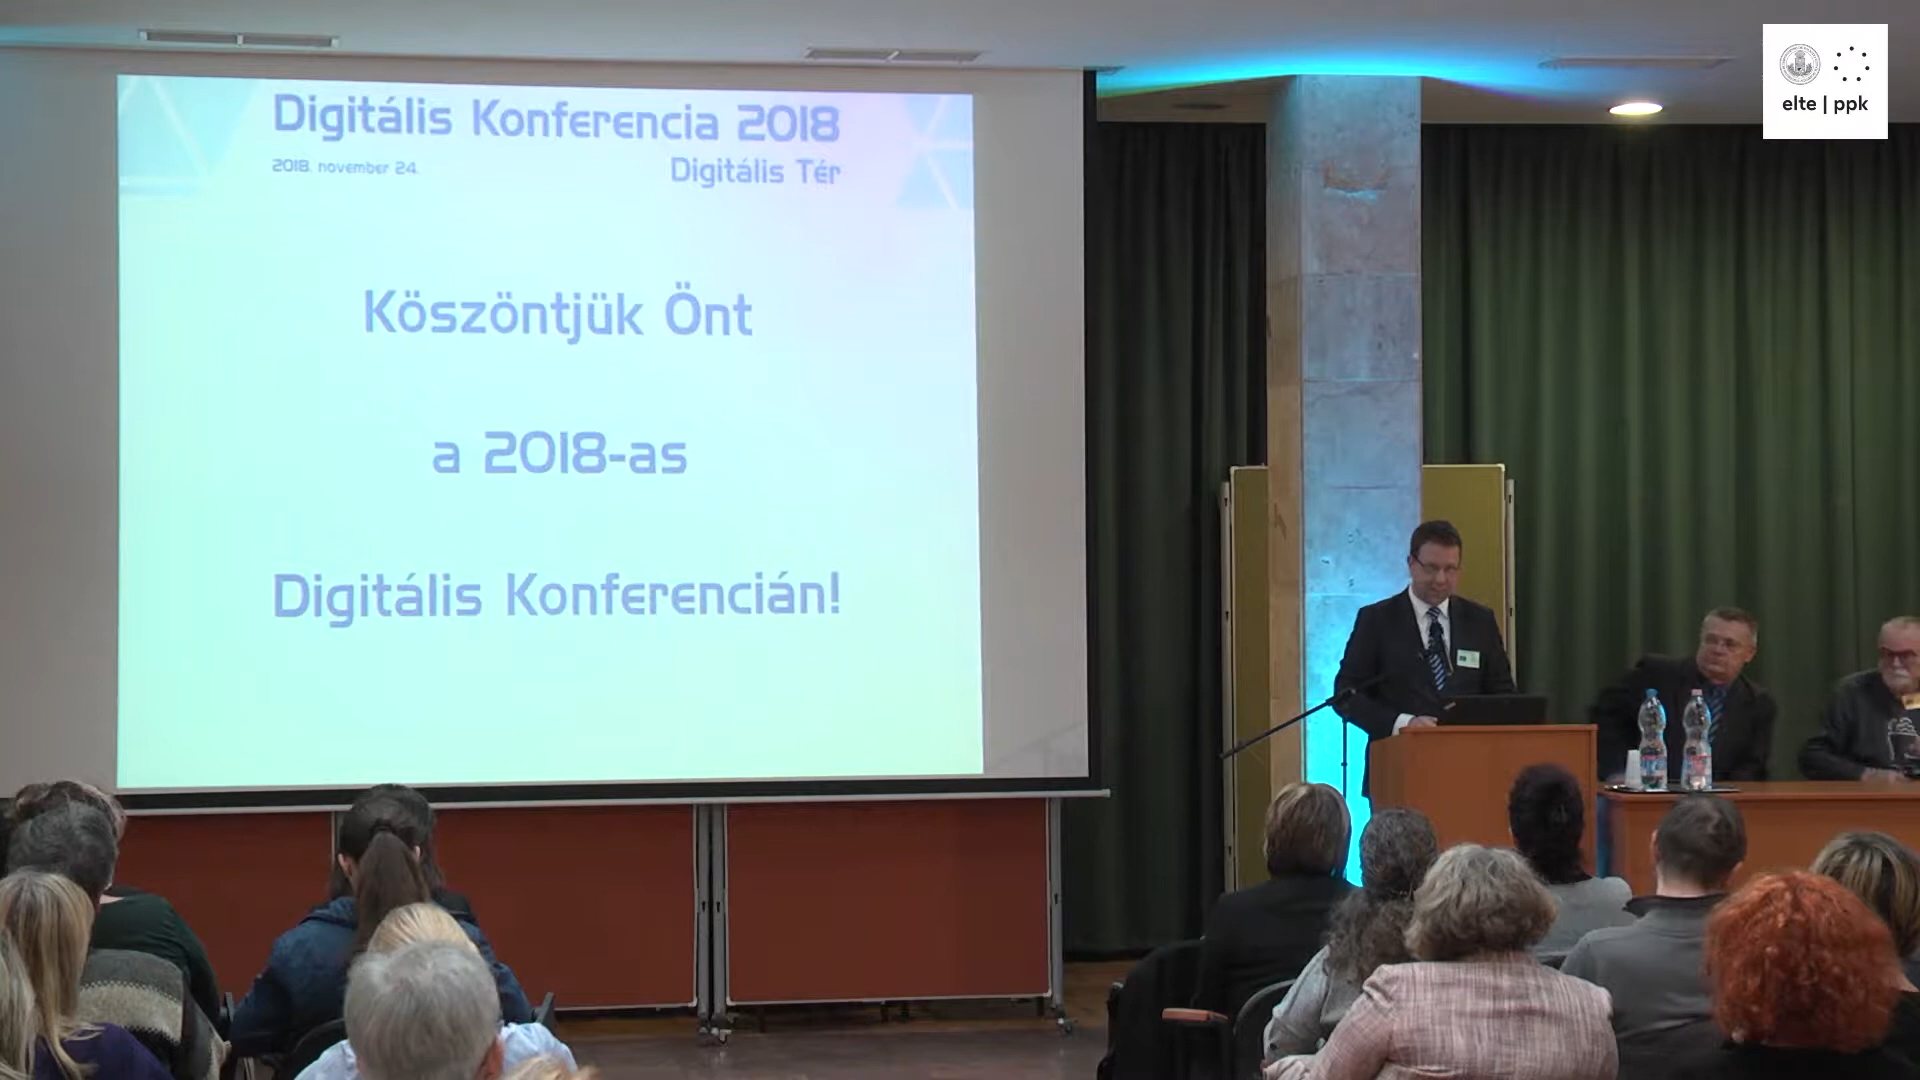 Digitális Konferencia 2018
2018. november 24.
Digitális Tér
Köszöntjük Önt
a 2018-as
Digitális Konferencián!
elte | ppk